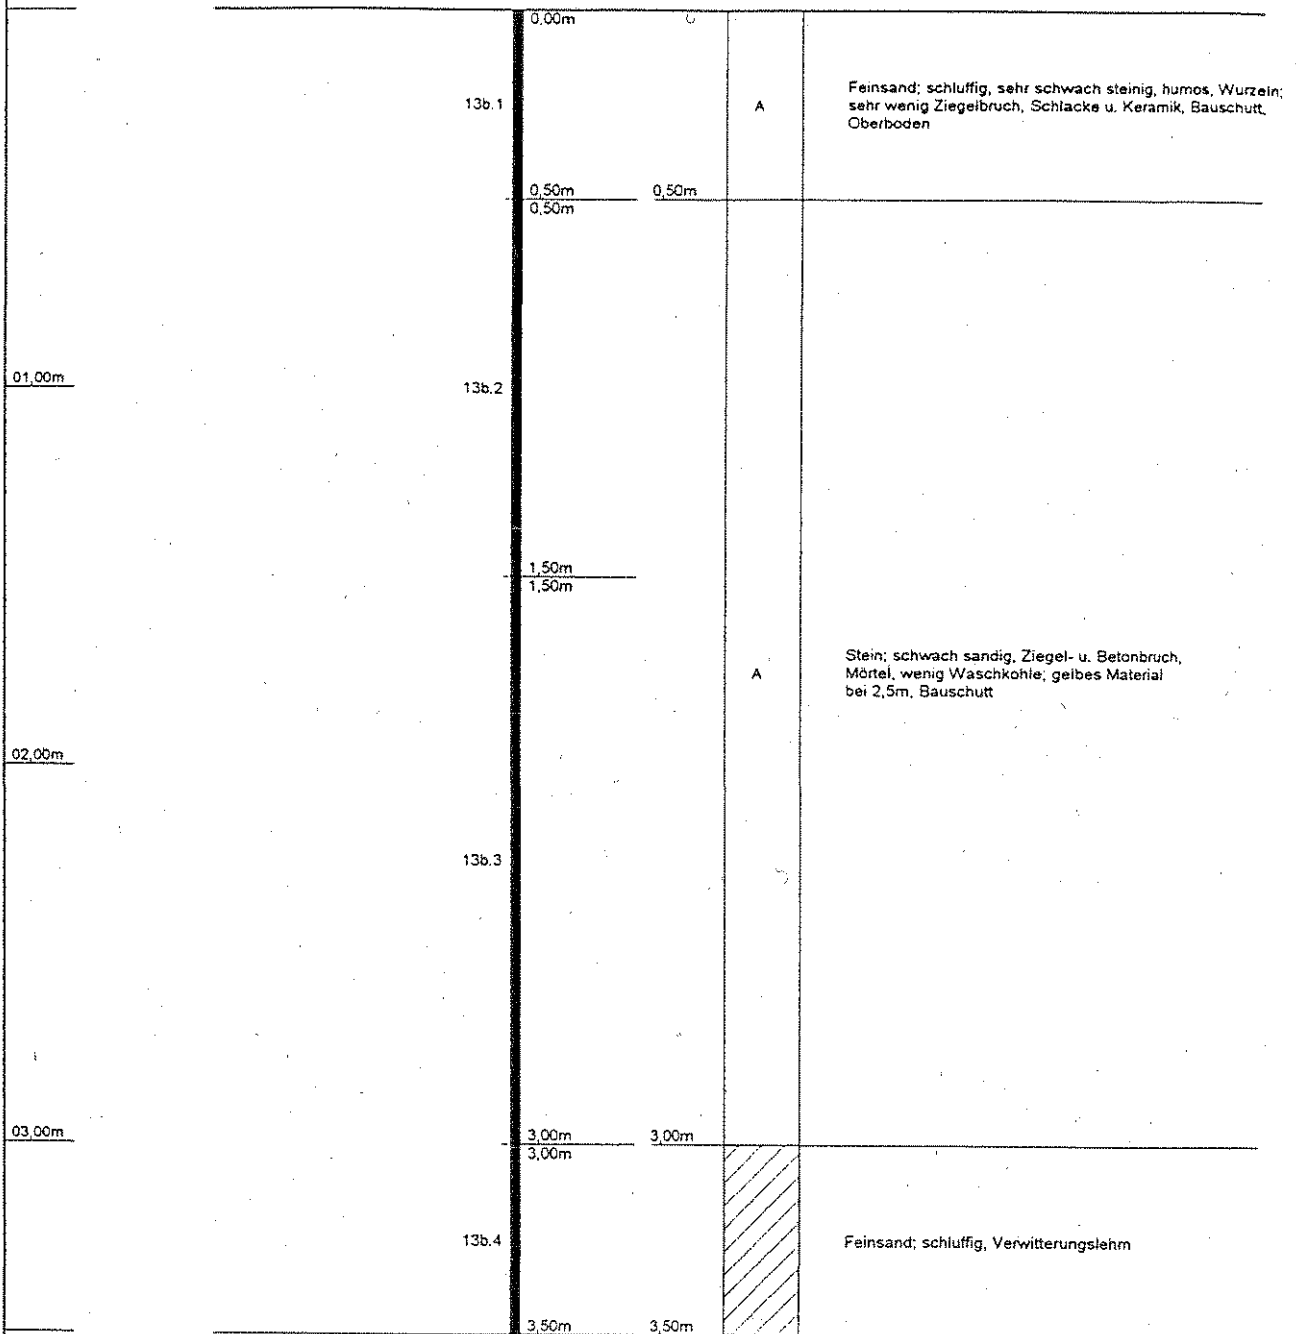 0,00m
13b.1
A
Feinsand; schluffig, sehr schwach steinig, humos, Wurzeln;
sehr wenig Ziegelbruch, Schlacke u. Keramik, Bauschutt,
Oberboden
0,50m
0,50m
0,50m
01,00m
13b.2
1,50m
1,50m
A
Stein; schwach sandig, Ziegel- u. Betonbruch,
Mörtel, wenig Waschkohle; gelbes Material
bei 2,5m, Bauschutt
02,00m
13b.3
03,00m
3,00m
3,00m
3,00m
13b.4
Feinsand; schluffig, Verwitterungslehm
3,50m
3,50m